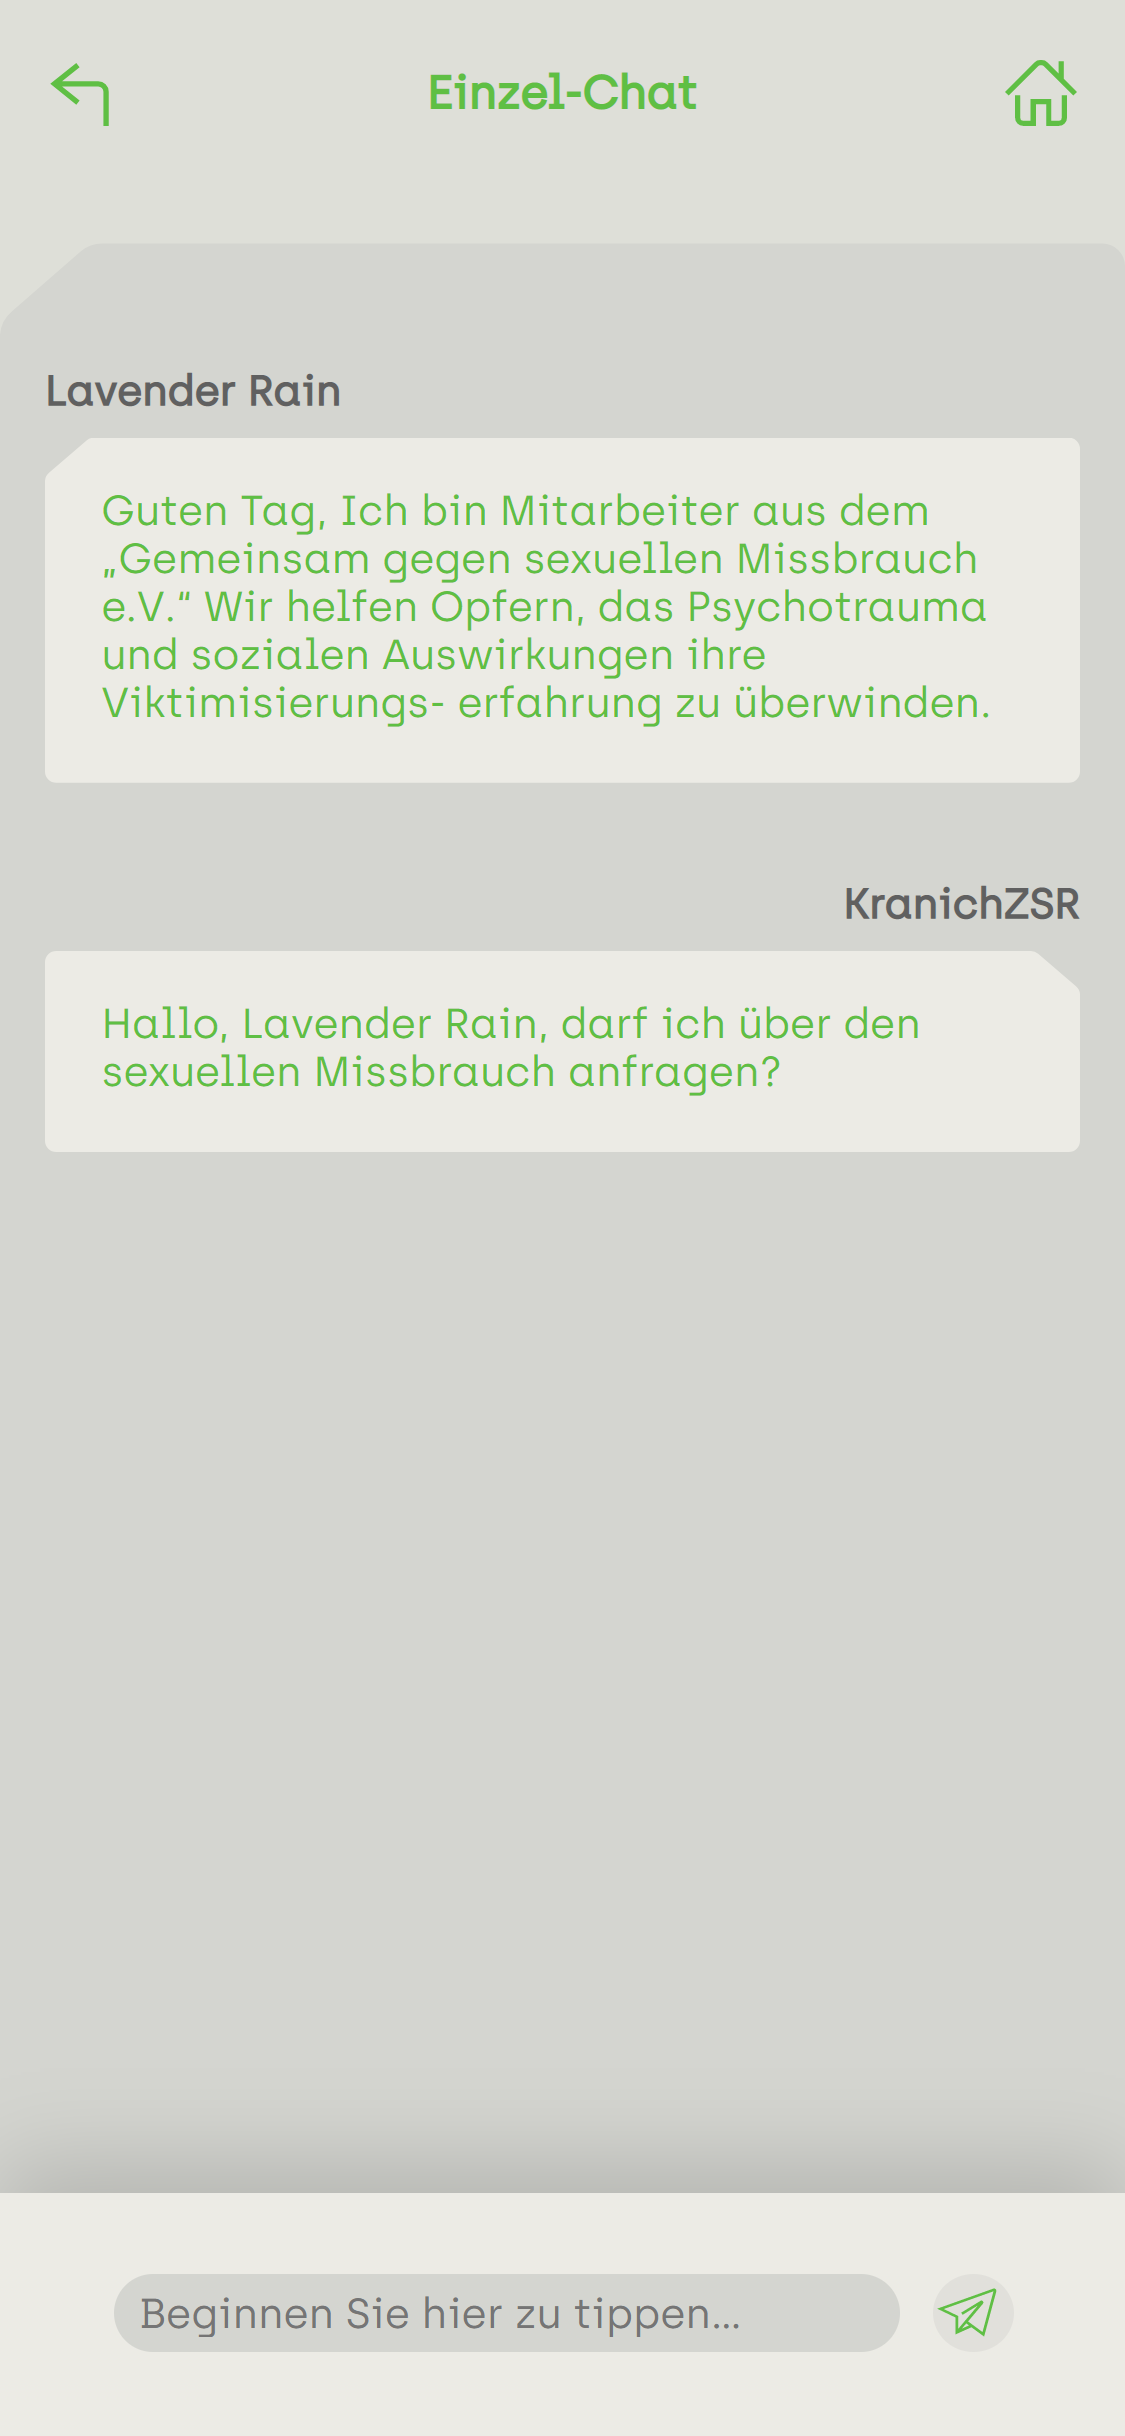 Einzel-Chat
Lavender Rain
Guten Tag, Ich bin Mitarbeiter aus dem
„Gemeinsam gegen sexuellen Missbrauch
e.V.“ Wir helfen Opfern, das Psychotrauma
und sozialen Auswirkungen ihre
Viktimisierungs- erfahrung zu überwinden.
KranichZSR
Hallo, Lavender Rain, darf ich über den
sexuellen Missbrauch anfragen?
Beginnen Sie hier zu tippen...